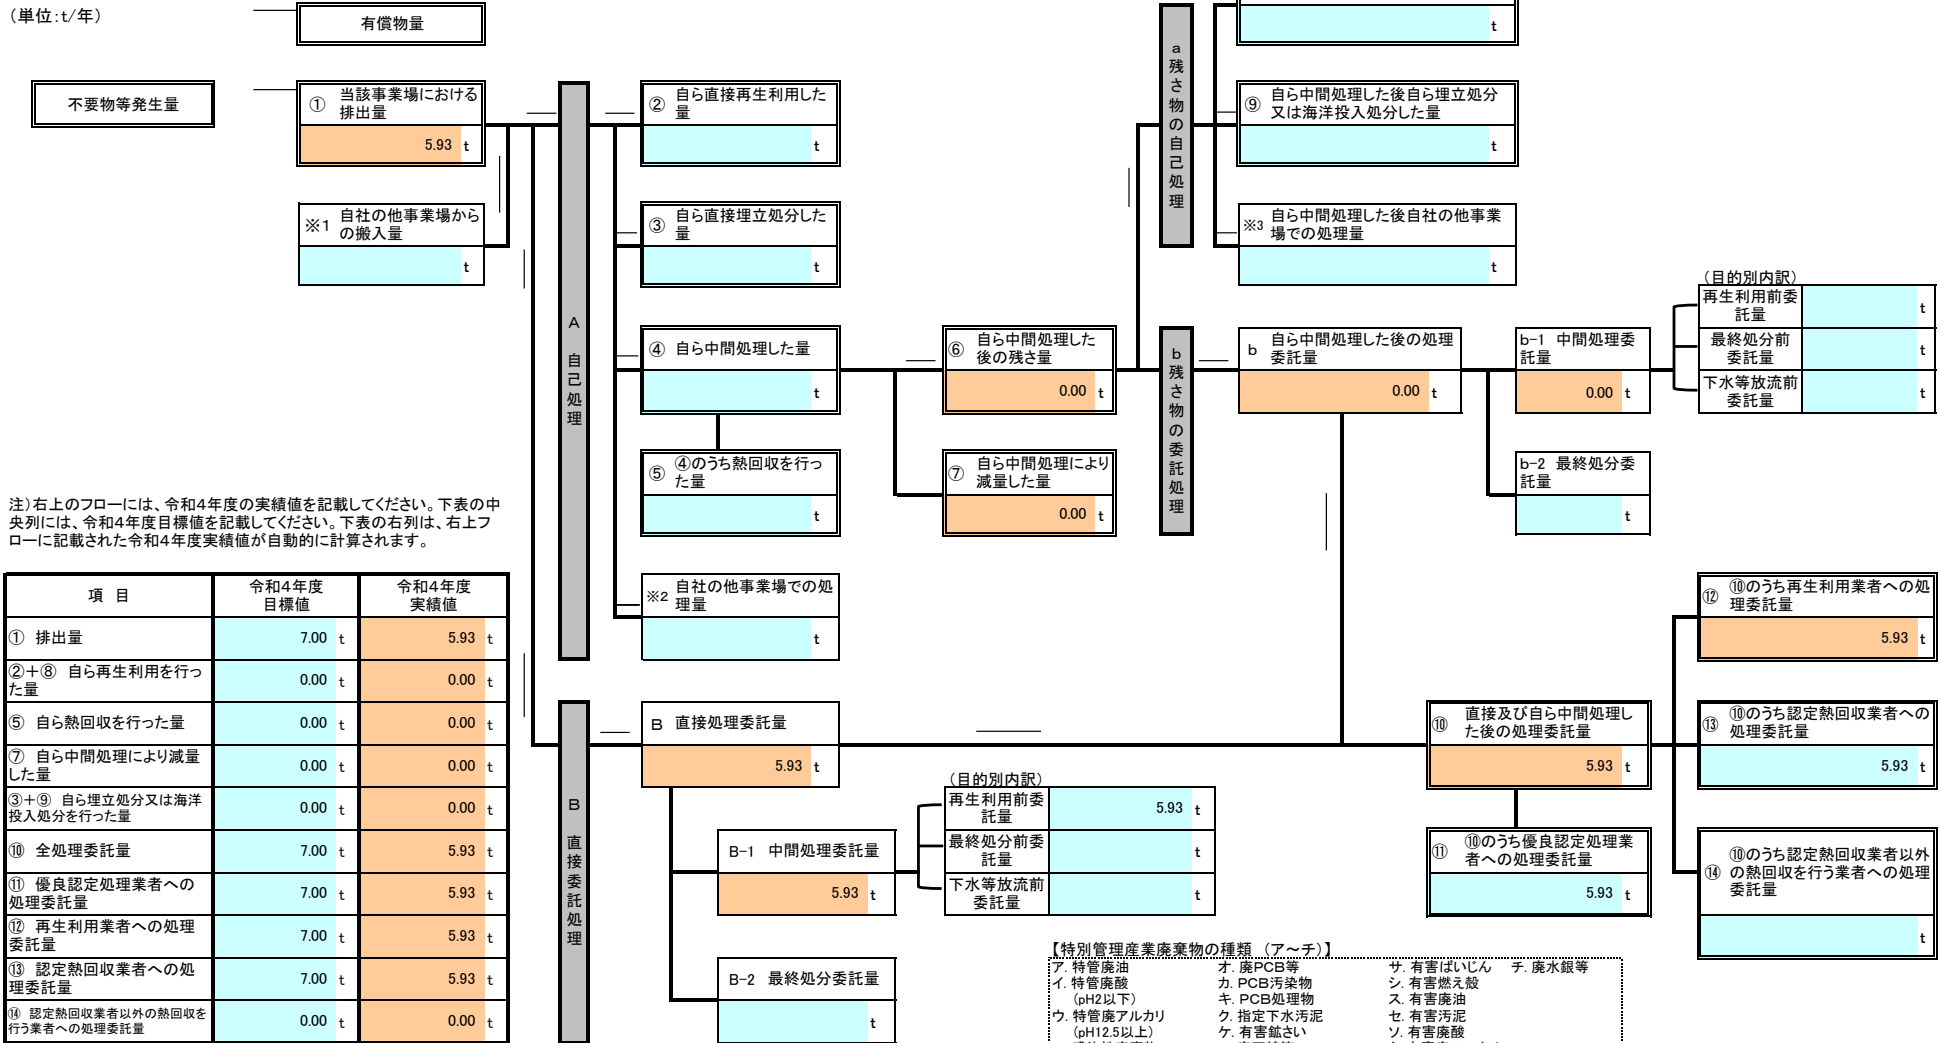 (単位:t/年)
有償物量
不要物等発生量
① 当該事業場における
排出量
5.93 t
※1 自社の他事業場から
の搬入量
t
A 自己処理
② 自ら直接再生利用した
量
t
③ 自ら直接埋立処分した
量
t
④ 自ら中間処理した量
t
⑤ ④のうち熱回収を行っ
た量
t
※2 自社の他事業場での処
理量
t
⑥ 自ら中間処理した
後の残さ量
0.00 t
⑦ 自ら中間処理により
減量した量
0.00 t
a残さ物の自己処理
t
⑨ 自ら中間処理した後自ら埋立処分
又は海洋投入処分した量
t
※3 自ら中間処理した後自社の他事業
場での処理量
t
b残さ物の委託処理
b 自ら中間処理した後の処理
委託量
0.00 t
b-1 中間処理委
託量
0.00 t
b-2 最終処分委
託量
t
(目的別内訳)
再生利用前委
託量
t
最終処分前
委託量
t
下水等放流前
委託量
t
注)右上のフローには、令和4年度の実績値を記載してください。下表の中
央列には、令和4年度目標値を記載してください。下表の右列は、右上フ
ローに記載された令和4年度実績値が自動的に計算されます。
項 目 令和4年度
目標値 令和4年度
実績値
① 排出量 7.00 t 5.93 t
②+⑧ 自ら再生利用を行っ
た量 0.00 t 0.00 t
⑤ 自ら熱回収を行った量 0.00 t 0.00 t
⑦ 自ら中間処理により減量
した量 0.00 t 0.00 t
③+⑨ 自ら埋立処分又は海洋
投入処分を行った量 0.00 t 0.00 t
⑩ 全処理委託量 7.00 t 5.93 t
⑪ 優良認定処理業者への
処理委託量 7.00 t 5.93 t
⑫ 再生利用業者への処理
委託量 7.00 t 5.93 t
⑬ 認定熱回収業者への処
理委託量 7.00 t 5.93 t
⑭ 認定熱回収業者以外の熱回収を
行う業者への処理委託量 0.00 t 0.00 t
B 直接委託処理
B 直接処理委託量
5.93 t
B-1 中間処理委託量
5.93 t
B-2 最終処分委託量
t
(目的別内訳)
再生利用前委
託量
5.93 t
最終処分前委
託量
t
下水等放流前
委託量
t
⑩ 直接及び自ら中間処理し
た後の処理委託量
5.93 t
⑪ ⑩のうち優良認定処理業
者への処理委託量
5.93 t
⑫ ⑩のうち再生利用業者への処
理委託量
5.93 t
⑬ ⑩のうち認定熱回収業者への
処理委託量
5.93 t
⑭ ⑩のうち認定熱回収業者以外
の熱回収を行う業者への処理
委託量
t
【特別管理産業廃棄物の種類 (ア~チ)】
ア. 特管廃油 オ. 廃PCB等 サ. 有害ばいじん チ. 廃水銀等
イ. 特管廃酸 カ. PCB汚染物 シ. 有害燃え殻
(pH2以下) キ. PCB処理物 ス. 有害廃油
ウ. 特管廃アルカリ ク. 指定下水汚泥 セ. 有害汚泥
(pH12.5以上) ケ. 有害鉱さい ソ. 有害廃酸